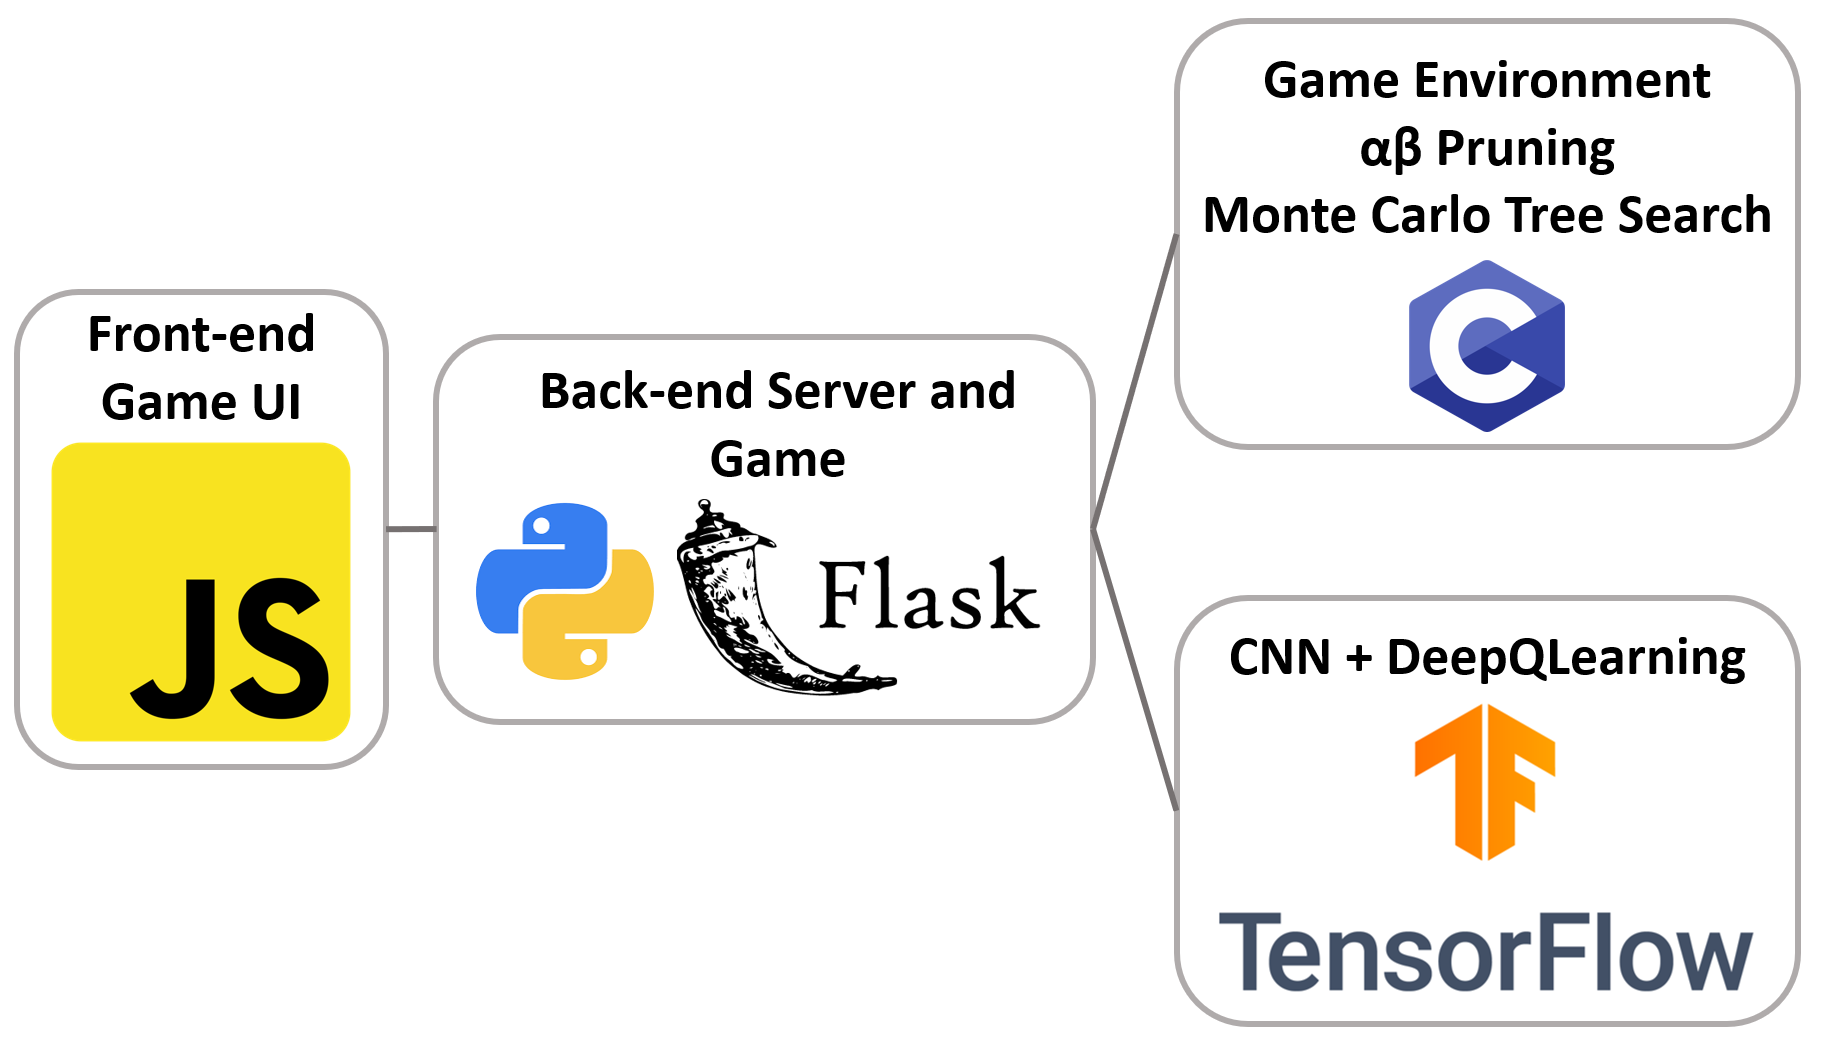 Front-end
Game UI
JS
Back-end Server and
Game
Flask
Game Environment
αβ Pruning
Monte Carlo Tree Search
C
CNN + DeepQLearning
TF
TensorFlow